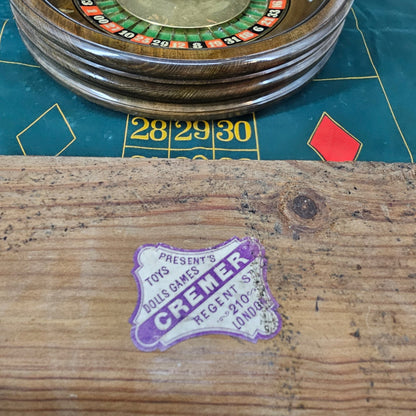 28 29 30
PRESENT'S
TOYS
DOLLS GAMES
CREMER
REGENT ST
210
LONDON